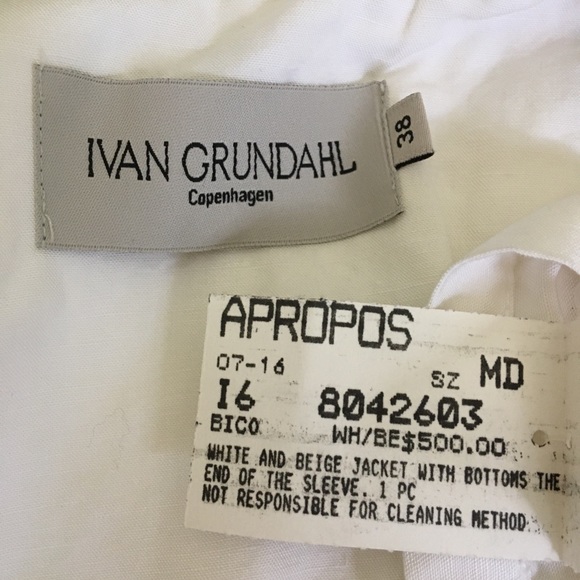 IVAN GRUNDAHL
Copenhagen
38
APROPOS
07-16 SZ MD
I6 8042603
BICO WH/BE$500.00
WHITE AND BEIGE JACKET WITH BOTTOMS THE
END OF THE SLEEVE. 1 PC
NOT RESPONSIBLE FOR CLEANING METHOD